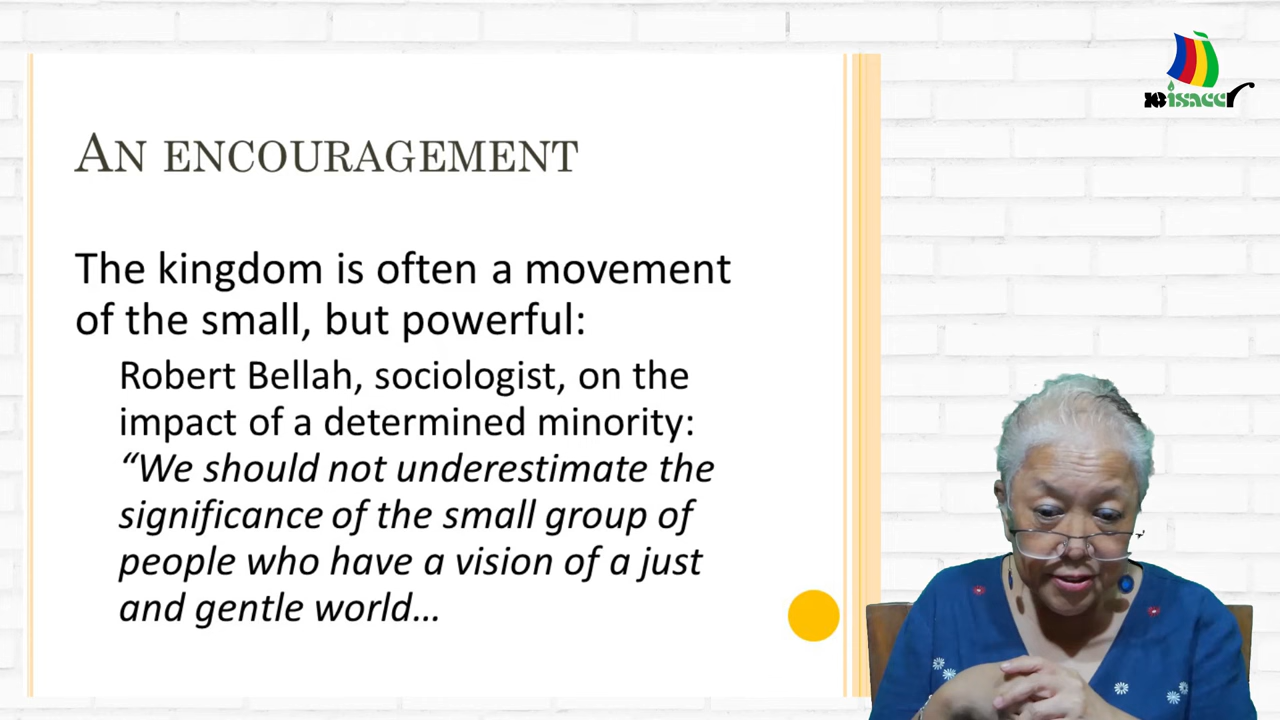 isacc
AN ENCOURAGEMENT
The kingdom is often a movement
of the small, but powerful:
Robert Bellah, sociologist, on the
impact of a determined minority:
“We should not underestimate the
significance of the small group of
people who have a vision of a just
and gentle world...